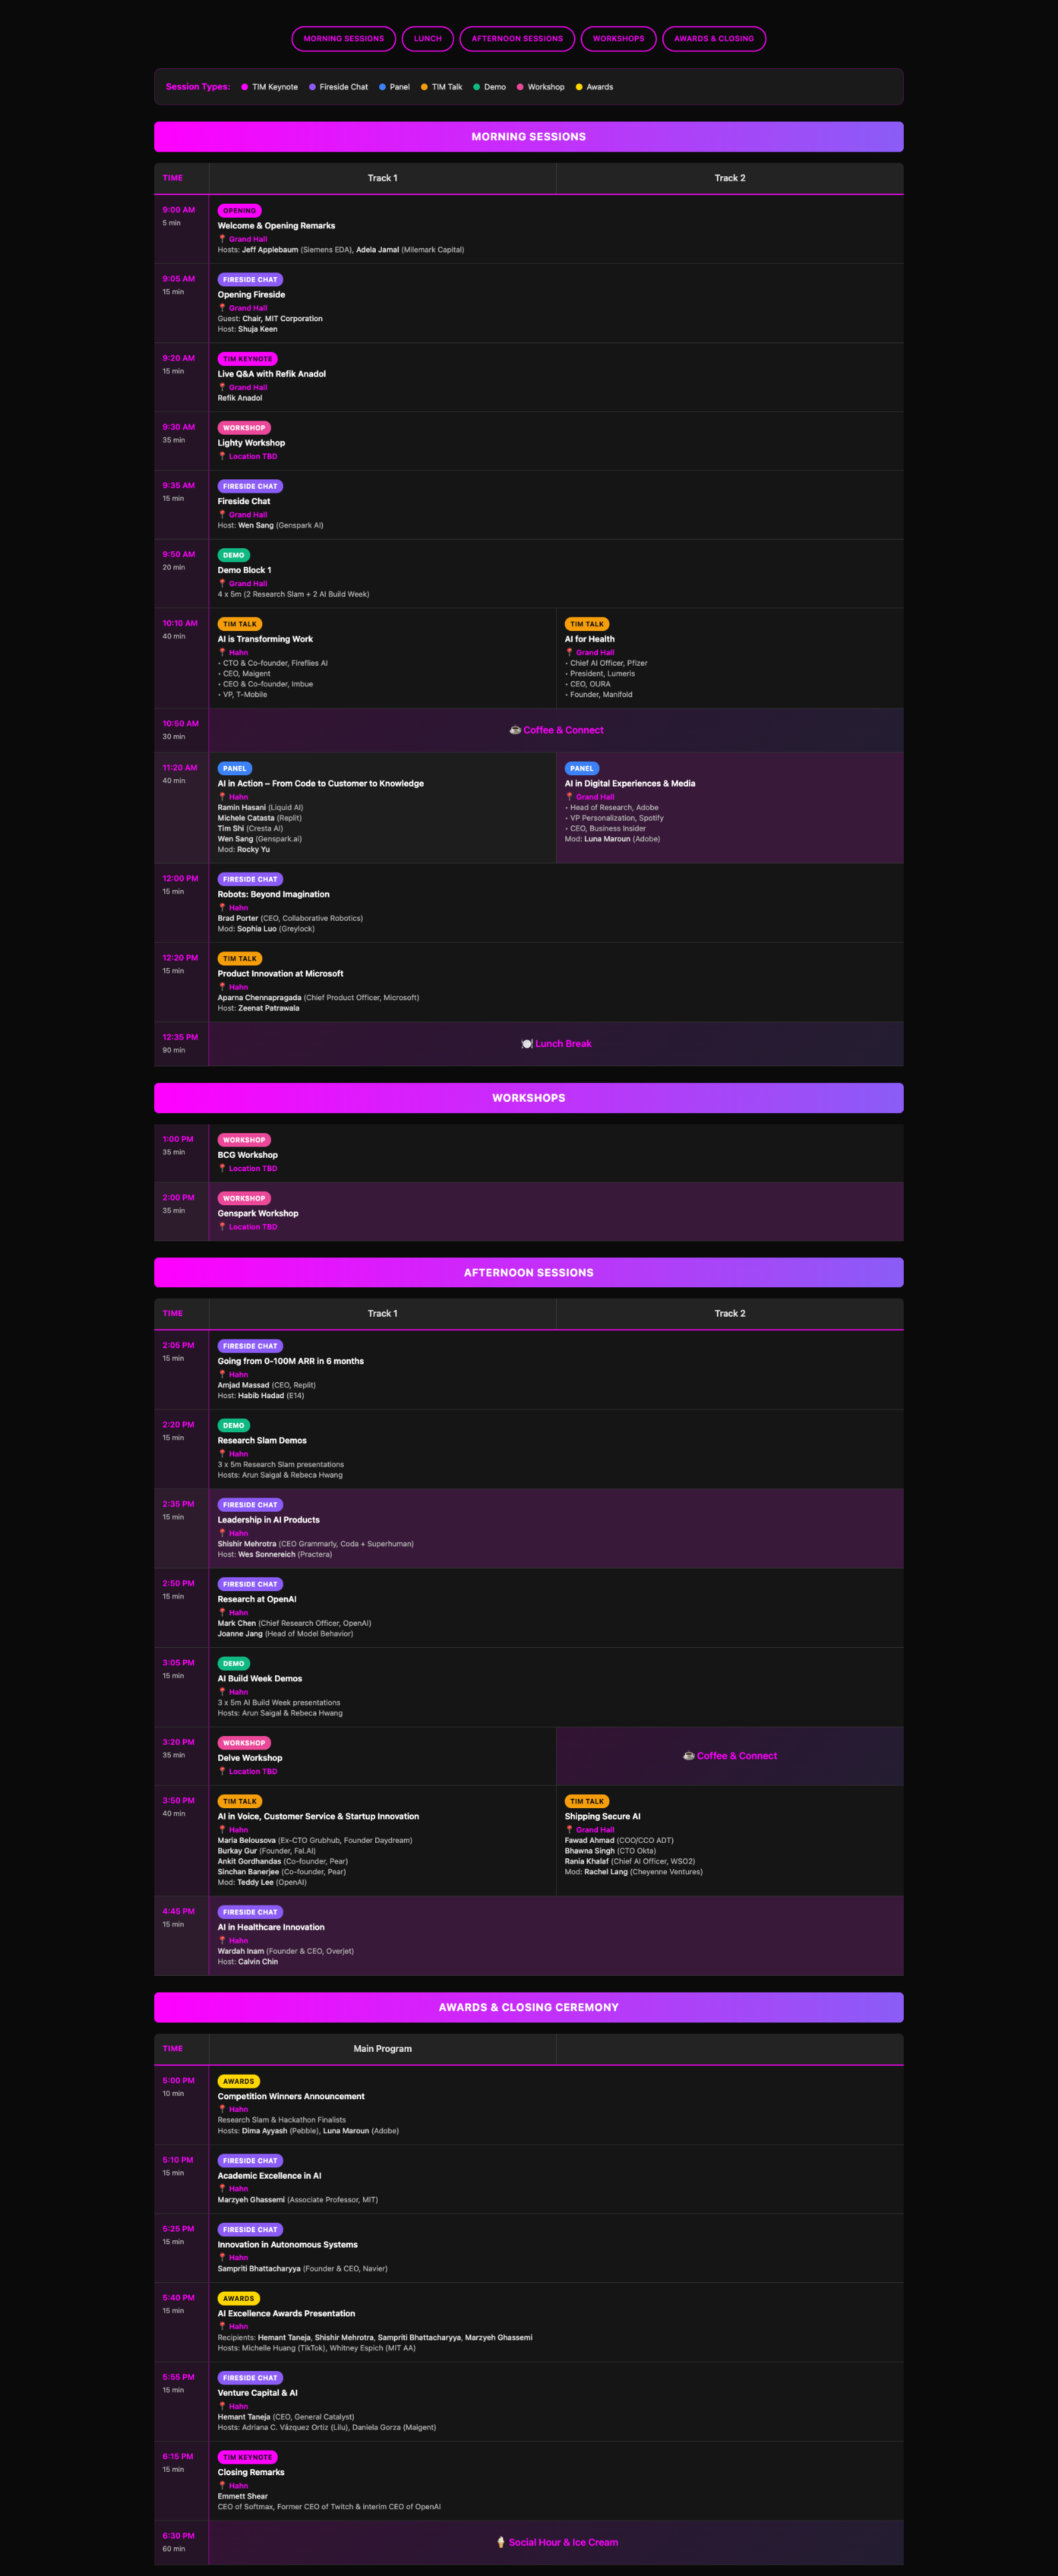 MORNING SESSIONS
LUNCH
AFTERNOON SESSIONS
WORKSHOPS
AWARDS & CLOSING
Session Types: TIM Keynote Fireside Chat Panel TIM Talk Demo Workshop Awards
MORNING SESSIONS
TIME Track 1 Track 2
9:00 AM
5 min
OPENING
Welcome & Opening Remarks
📍 Grand Hall
Hosts: Jeff Applebaum (Siemens EDA), Adela Jamal (Milemark Capital)
9:05 AM
15 min
FIRESIDE CHAT
Opening Fireside
📍 Grand Hall
Guest: Chair, MIT Corporation
Host: Shuja Keen
9:20 AM
15 min
TIM KEYNOTE
Live Q&A with Refik Anadol
📍 Grand Hall
Refik Anadol
9:30 AM
35 min
WORKSHOP
Lighty Workshop
📍 Location TBD
9:35 AM
15 min
FIRESIDE CHAT
Fireside Chat
📍 Grand Hall
Host: Wen Sang (Genspark AI)
9:50 AM
20 min
DEMO
Demo Block 1
📍 Grand Hall
4 x 5m (2 Research Slam + 2 AI Build Week)
10:10 AM
40 min
TIM TALK
AI is Transforming Work
📍 Hahn
• CTO & Co-founder, Fireflies AI
• CEO, Maigent
• CEO & Co-founder, Imbue
• VP, T-Mobile
TIM TALK
AI for Health
📍 Grand Hall
• Chief AI Officer, Pfizer
• President, Lumeris
• CEO, OURA
• Founder, Manifold
10:50 AM
30 min
☕ Coffee & Connect
11:20 AM
40 min
PANEL
AI in Action – From Code to Customer to Knowledge
📍 Hahn
Ramin Hasani (Liquid AI)
Michele Catasta (Replit)
Tim Shi (Cresta AI)
Wen Sang (Genspark.ai)
Mod: Rocky Yu
PANEL
AI in Digital Experiences & Media
📍 Grand Hall
• Head of Research, Adobe
• VP Personalization, Spotify
• CEO, Business Insider
Mod: Luna Maroun (Adobe)
12:00 PM
15 min
FIRESIDE CHAT
Robots: Beyond Imagination
📍 Hahn
Brad Porter (CEO, Collaborative Robotics)
Mod: Sophia Luo (Greylock)
12:20 PM
15 min
TIM TALK
Product Innovation at Microsoft
📍 Hahn
Aparna Chennapragada (Chief Product Officer, Microsoft)
Host: Zeenat Patrawala
12:35 PM
90 min
🍽️ Lunch Break
WORKSHOPS
1:00 PM
35 min
WORKSHOP
BCG Workshop
📍 Location TBD
2:00 PM
35 min
WORKSHOP
Genspark Workshop
📍 Location TBD
AFTERNOON SESSIONS
TIME Track 1 Track 2
2:05 PM
15 min
FIRESIDE CHAT
Going from 0-100M ARR in 6 months
📍 Hahn
Amjad Massad (CEO, Replit)
Host: Habib Hadad (E14)
2:20 PM
15 min
DEMO
Research Slam Demos
📍 Hahn
3 x 5m Research Slam presentations
Hosts: Arun Saigal & Rebeca Hwang
2:35 PM
15 min
FIRESIDE CHAT
Leadership in AI Products
📍 Hahn
Shishir Mehrotra (CEO Grammarly, Coda + Superhuman)
Host: Wes Sonnereich (Practera)
2:50 PM
15 min
FIRESIDE CHAT
Research at OpenAI
📍 Hahn
Mark Chen (Chief Research Officer, OpenAI)
Joanne Jang (Head of Model Behavior)
3:05 PM
15 min
DEMO
AI Build Week Demos
📍 Hahn
3 x 5m AI Build Week presentations
Hosts: Arun Saigal & Rebeca Hwang
3:20 PM
35 min
WORKSHOP
Delve Workshop
📍 Location TBD
☕ Coffee & Connect
3:50 PM
40 min
TIM TALK
AI in Voice, Customer Service & Startup Innovation
📍 Hahn
Maria Belousova (Ex-CTO Grubhub, Founder Daydream)
Burkay Gur (Founder, Fal.AI)
Ankit Gordhandas (Co-founder, Pear)
Sinchan Banerjee (Co-founder, Pear)
Mod: Teddy Lee (OpenAI)
TIM TALK
Shipping Secure AI
📍 Grand Hall
Fawad Ahmad (COO/CCO ADT)
Bhawna Singh (CTO Okta)
Rania Khalaf (Chief AI Officer, WSO2)
Mod: Rachel Lang (Cheyenne Ventures)
4:45 PM
15 min
FIRESIDE CHAT
AI in Healthcare Innovation
📍 Hahn
Wardah Inam (Founder & CEO, Overjet)
Host: Calvin Chin
AWARDS & CLOSING CEREMONY
TIME Main Program
5:00 PM
10 min
AWARDS
Competition Winners Announcement
📍 Hahn
Research Slam & Hackathon Finalists
Hosts: Dima Ayyash (Pebble), Luna Maroun (Adobe)
5:10 PM
15 min
FIRESIDE CHAT
Academic Excellence in AI
📍 Hahn
Marzyeh Ghassemi (Associate Professor, MIT)
5:25 PM
15 min
FIRESIDE CHAT
Innovation in Autonomous Systems
📍 Hahn
Sampriti Bhattacharyya (Founder & CEO, Navier)
5:40 PM
15 min
AWARDS
AI Excellence Awards Presentation
📍 Hahn
Recipients: Hemant Taneja, Shishir Mehrotra, Sampriti Bhattacharyya, Marzyeh Ghassemi
Hosts: Michelle Huang (TikTok), Whitney Espich (MIT AA)
5:55 PM
15 min
FIRESIDE CHAT
Venture Capital & AI
📍 Hahn
Hemant Taneja (CEO, General Catalyst)
Hosts: Adriana C. Vázquez Ortiz (Lilu), Daniela Gorza (Maigent)
6:15 PM
15 min
TIM KEYNOTE
Closing Remarks
📍 Hahn
Emmett Shear
CEO of Softmax, Former CEO of Twitch & interim CEO of OpenAI
6:30 PM
60 min
🍦 Social Hour & Ice Cream